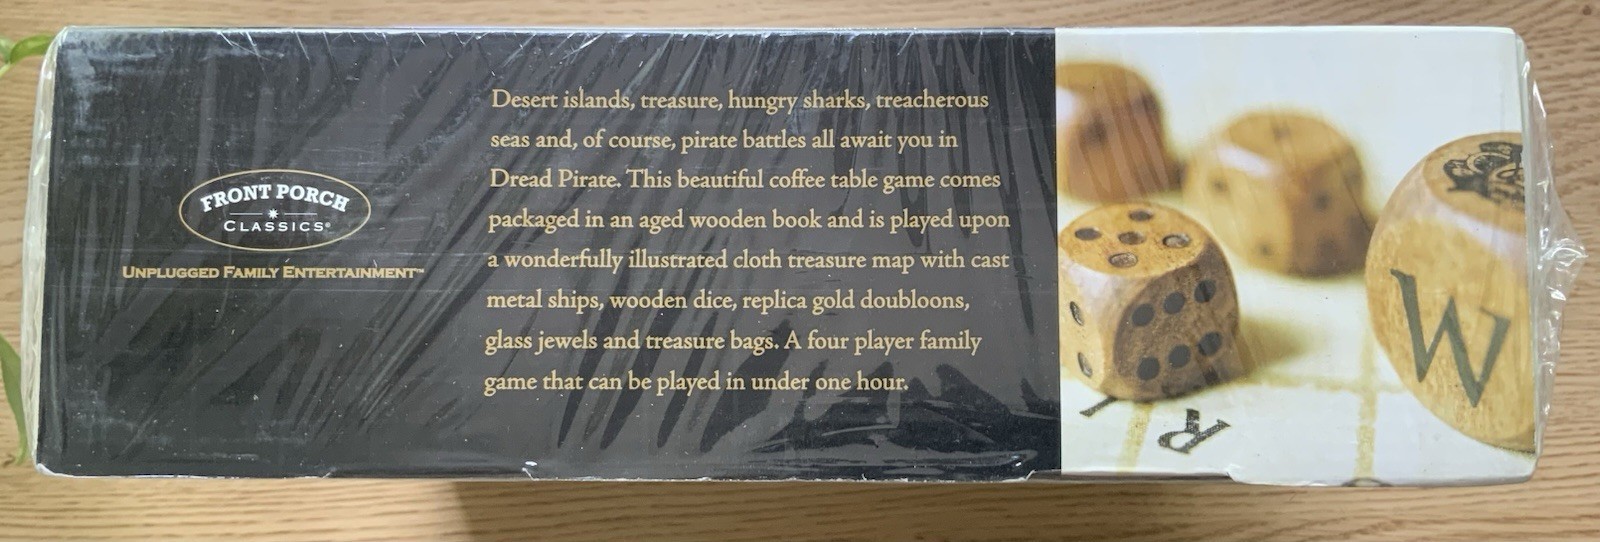 FRONT PORCH
CLASSICS®
UNPLUGGED FAMILY ENTERTAINMENT™
Desert islands, treasure, hungry sharks, treacherous
seas and, of course, pirate battles all await you in
Dread Pirate. This beautiful coffee table game comes
packaged in an aged wooden book and is played upon
a wonderfully illustrated cloth treasure map with cast
metal ships, wooden dice, replica gold doubloons,
glass jewels and treasure bags. A four player family
game that can be played in under one hour.
W
R